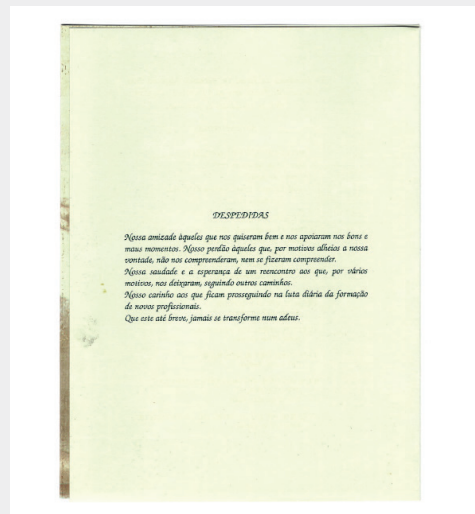 DESPEDIDAS
Nossa amizade àqueles que nos quiseram bem e nos apoiaram nos bons e
maus momentos. Nosso perdão àqueles que, por motivos alheios a nossa
vontade, não nos compreenderam, nem se fizeram compreender.
Nossa saudade e a esperança de um reencontro aos que, por vários
motivos, nos deixaram, seguindo outros caminhos.
Nosso carinho aos que ficam prosseguindo na luta diária da formação
de novos profissionais.
Que este até breve, jamais se transforme num adeus.